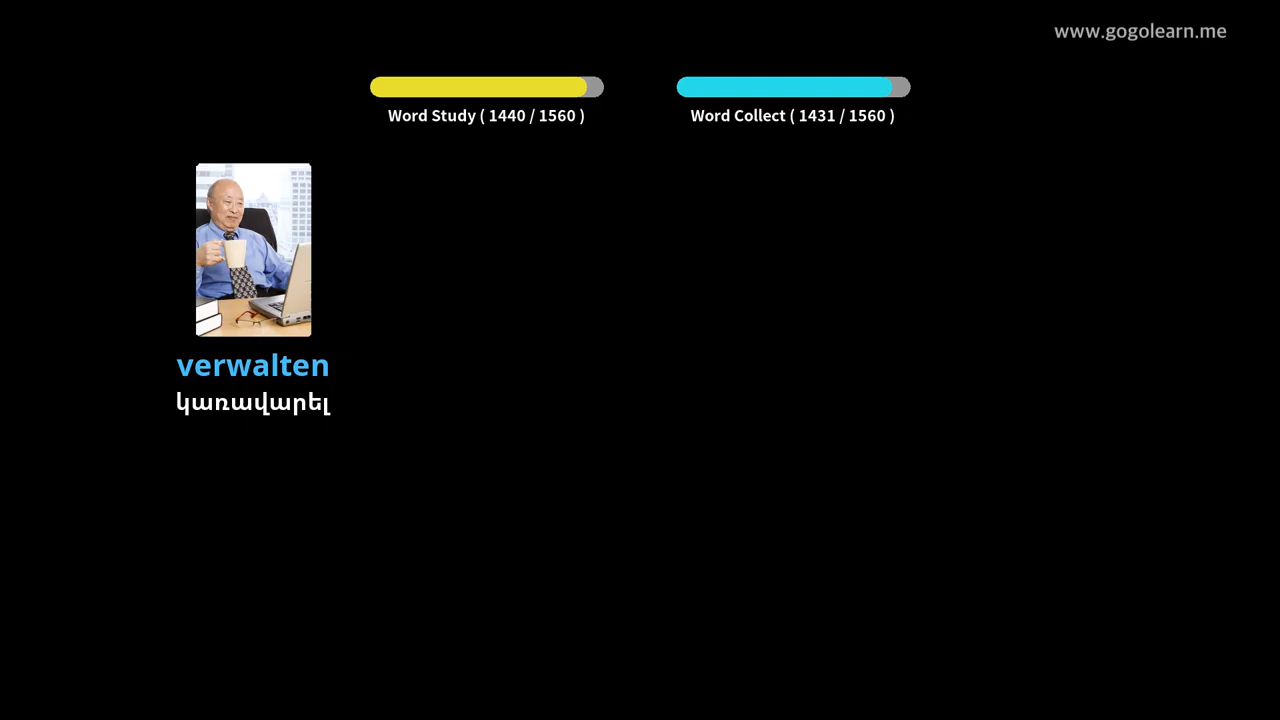 www.gogolearn.me
Word Study ( 1440 / 1560 )
Word Collect ( 1431 / 1560 )
verwalten
կառավարել